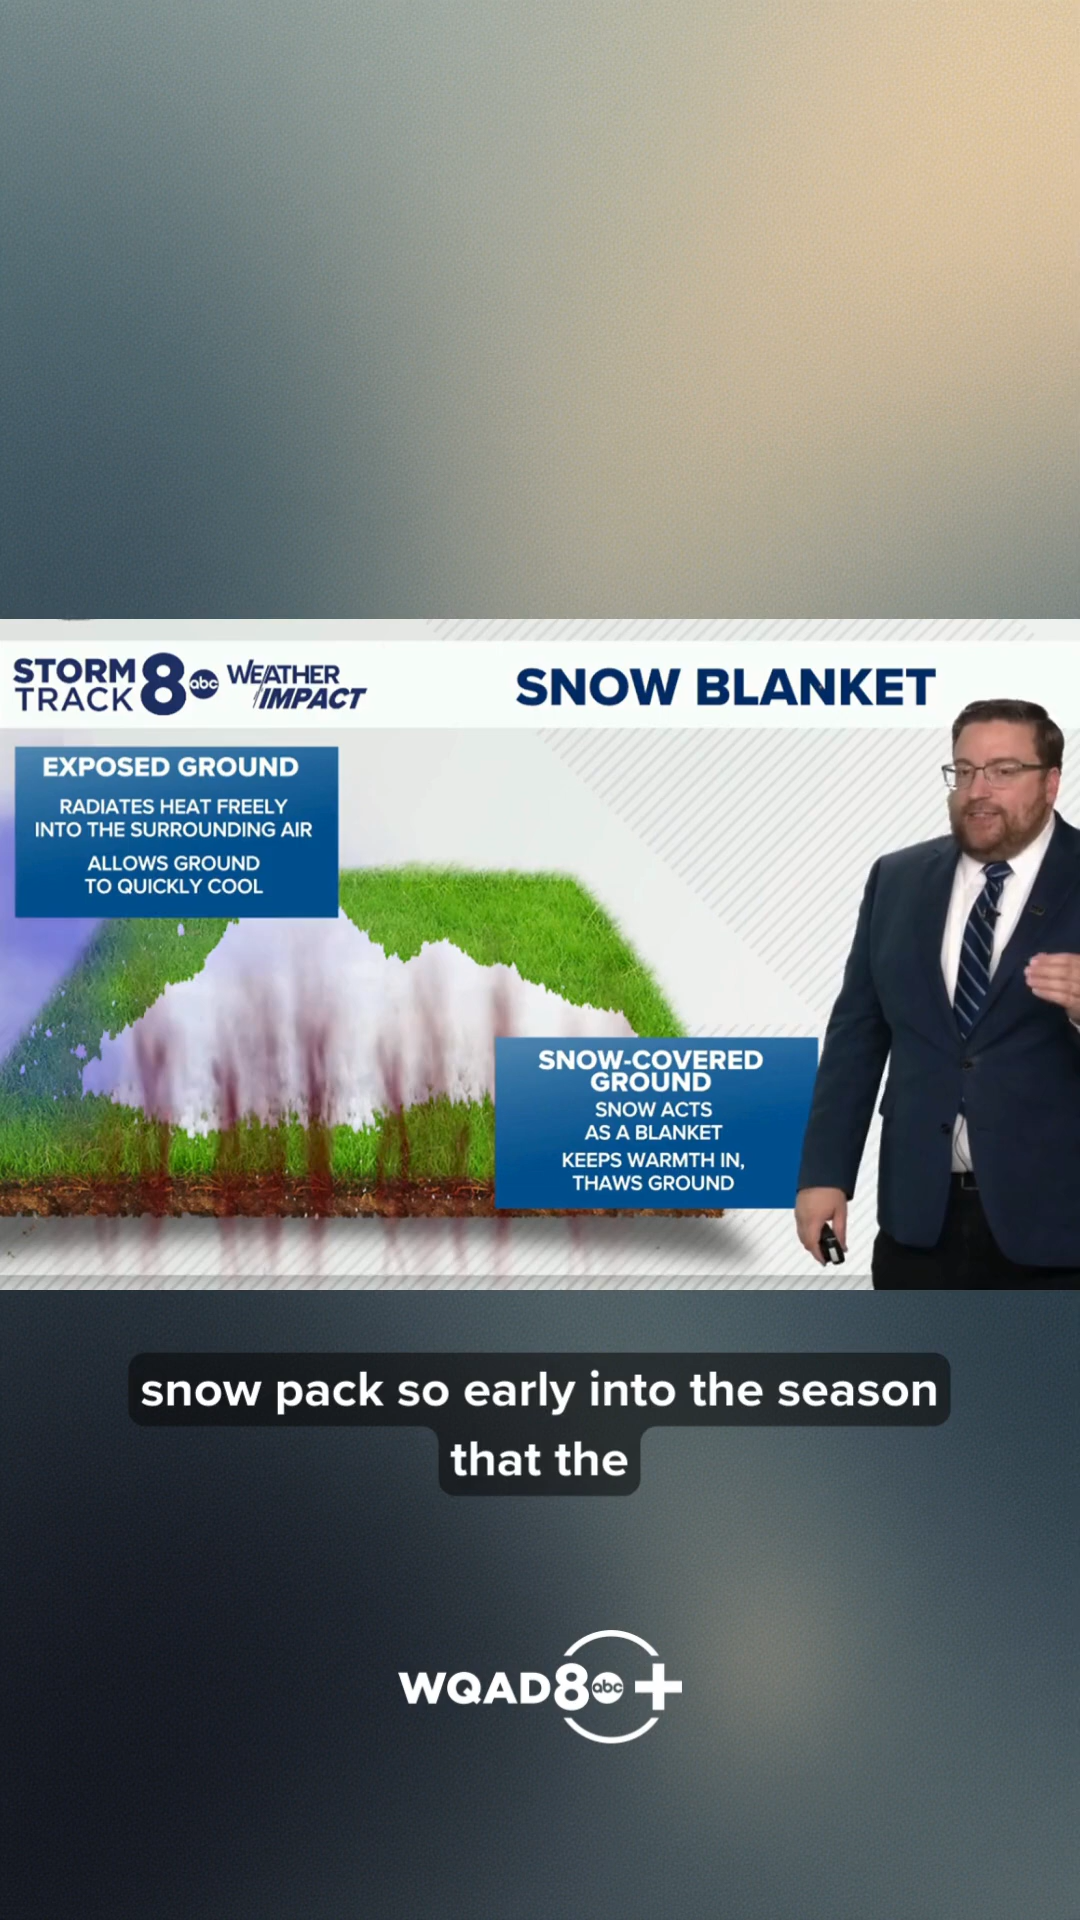 STORM
TRACK 8 abc WEATHER
IMPACT
SNOW BLANKET
EXPOSED GROUND
RADIATES HEAT FREELY
INTO THE SURROUNDING AIR
ALLOWS GROUND
TO QUICKLY COOL
SNOW-COVERED
GROUND
SNOW ACTS
AS A BLANKET
KEEPS WARMTH IN,
THAWS GROUND
snow pack so early into the season
that the
WQAD8 abc +